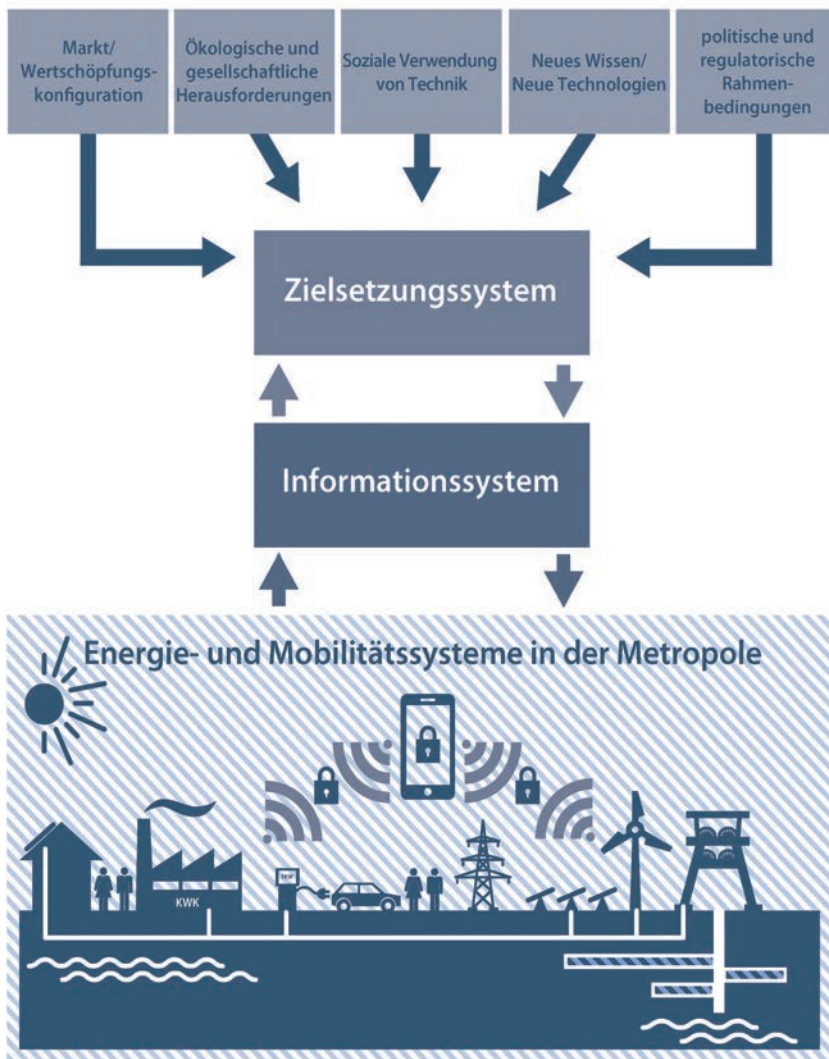 Markt/
Wertschöpfungs-
konfiguration
Ökologische und
gesellschaftliche
Herausforderungen
Soziale Verwendung
von Technik
Neues Wissen/
Neue Technologien
politische und
regulatorische
Rahmen-
bedingungen
Zielsetzungssystem
Informationssystem
Energie- und Mobilitätssysteme in der Metropole
KWK